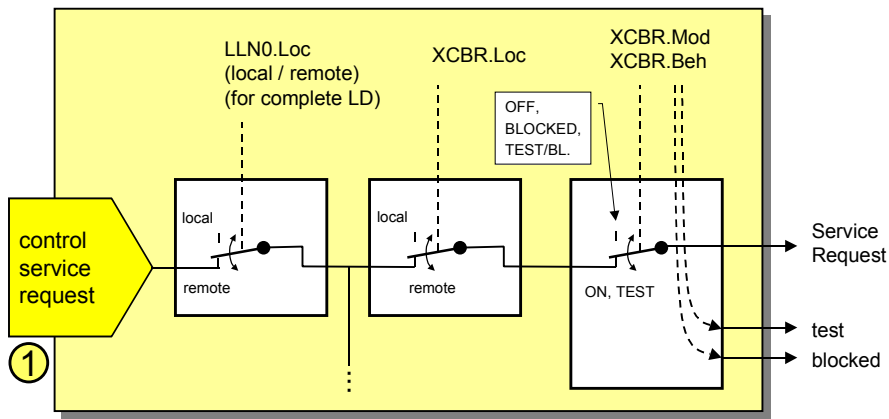 LLN0.Loc
(local / remote)
(for complete LD)
XCBR.Loc
XCBR.Mod
XCBR.Beh
OFF,
BLOCKED,
TEST/BL.
control
service
request
1
local
remote
local
remote
ON, TEST
Service
Request
test
blocked